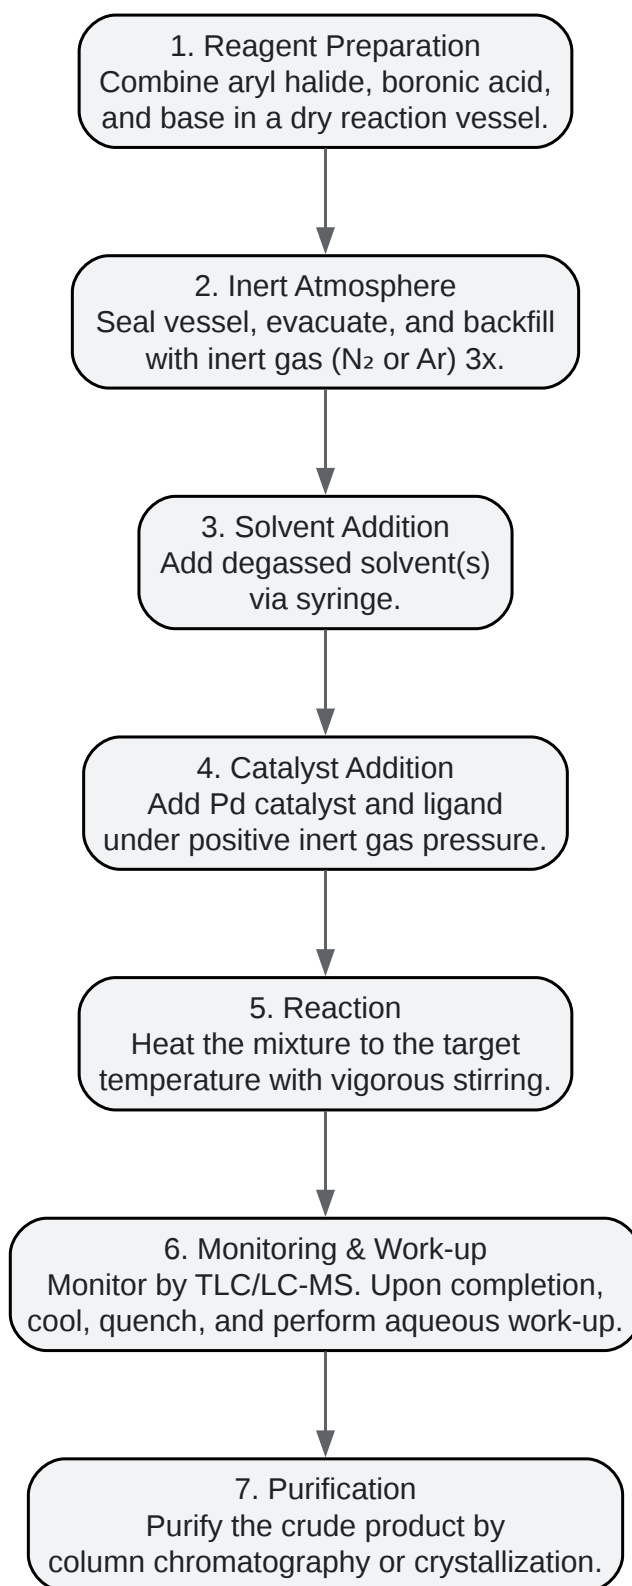 1. Reagent Preparation
Combine aryl halide, boronic acid,
and base in a dry reaction vessel.
2. Inert Atmosphere
Seal vessel, evacuate, and backfill
with inert gas (N₂ or Ar) 3x.
3. Solvent Addition
Add degassed solvent(s)
via syringe.
4. Catalyst Addition
Add Pd catalyst and ligand
under positive inert gas pressure.
5. Reaction
Heat the mixture to the target
temperature with vigorous stirring.
6. Monitoring & Work-up
Monitor by TLC/LC-MS. Upon completion,
cool, quench, and perform aqueous work-up.
7. Purification
Purify the crude product by
column chromatography or crystallization.